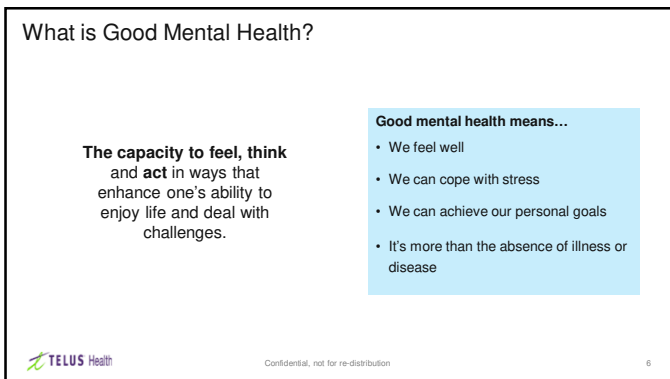 What is Good Mental Health?
The capacity to feel, think
and act in ways that
enhance one's ability to
enjoy life and deal with
challenges.
Good mental health means…
• We feel well
• We can cope with stress
• We can achieve our personal goals
• It's more than the absence of illness or
disease
TELUS Health
Confidential, not for re-distribution
6